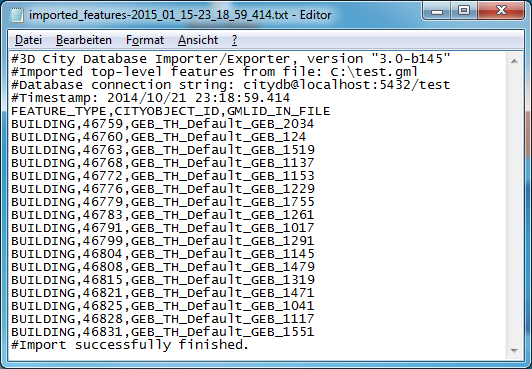 imported_features-2015_01_15-23_18_59_414.txt - Editor
Datei Bearbeiten Format Ansicht ?
#3D City Database Importer/Exporter, version "3.0-b145"
#Imported top-level features from file: C:\test.gml
#Database connection string: citydb@localhost:5432/test
#Timestamp: 2014/10/21 23:18:59.414
FEATURE_TYPE,CITYOBJECT_ID,GMLID_IN_FILE
BUILDING,46759,GEB_TH_Default_GEB_2034
BUILDING,46760,GEB_TH_Default_GEB_124
BUILDING,46763,GEB_TH_Default_GEB_1519
BUILDING,46768,GEB_TH_Default_GEB_1137
BUILDING,46772,GEB_TH_Default_GEB_1153
BUILDING,46776,GEB_TH_Default_GEB_1229
BUILDING,46779,GEB_TH_Default_GEB_1755
BUILDING,46783,GEB_TH_Default_GEB_1261
BUILDING,46791,GEB_TH_Default_GEB_1017
BUILDING,46799,GEB_TH_Default_GEB_1291
BUILDING,46804,GEB_TH_Default_GEB_1145
BUILDING,46808,GEB_TH_Default_GEB_1479
BUILDING,46815,GEB_TH_Default_GEB_1319
BUILDING,46821,GEB_TH_Default_GEB_1471
BUILDING,46825,GEB_TH_Default_GEB_1041
BUILDING,46828,GEB_TH_Default_GEB_1117
BUILDING,46831,GEB_TH_Default_GEB_1551
#Import successfully finished.